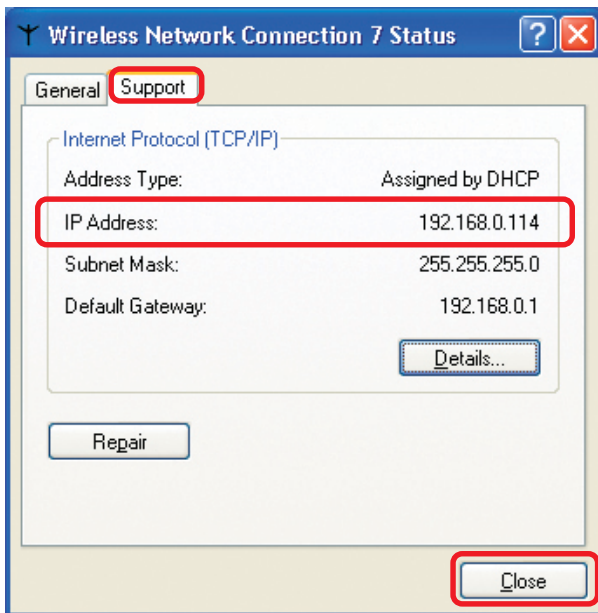 Wireless Network Connection 7 Status
General Support
Internet Protocol (TCP/IP)
Address Type: Assigned by DHCP
IP Address: 192.168.0.114
Subnet Mask: 255.255.255.0
Default Gateway: 192.168.0.1
Details...
Repair
Close